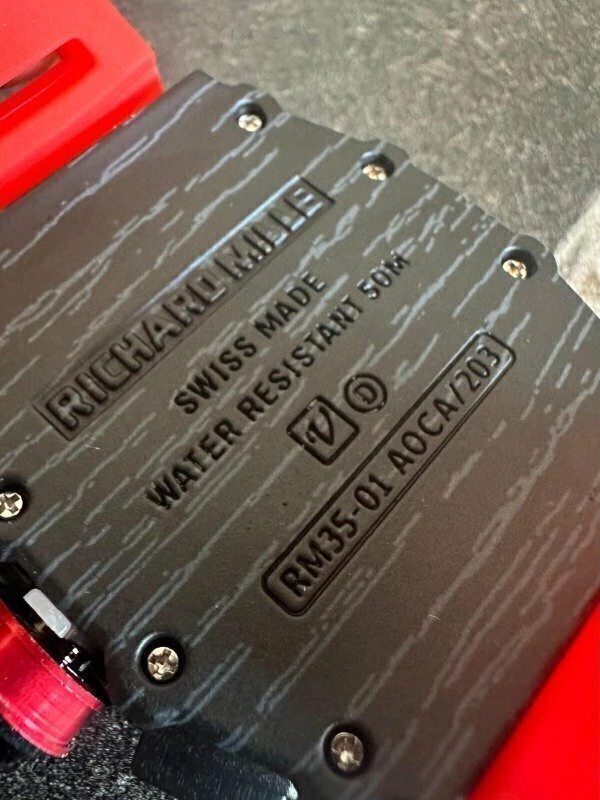 RICHARD MILLE
SWISS MADE
WATER RESISTANT 50M
V D
RM35-01 AOCA/203